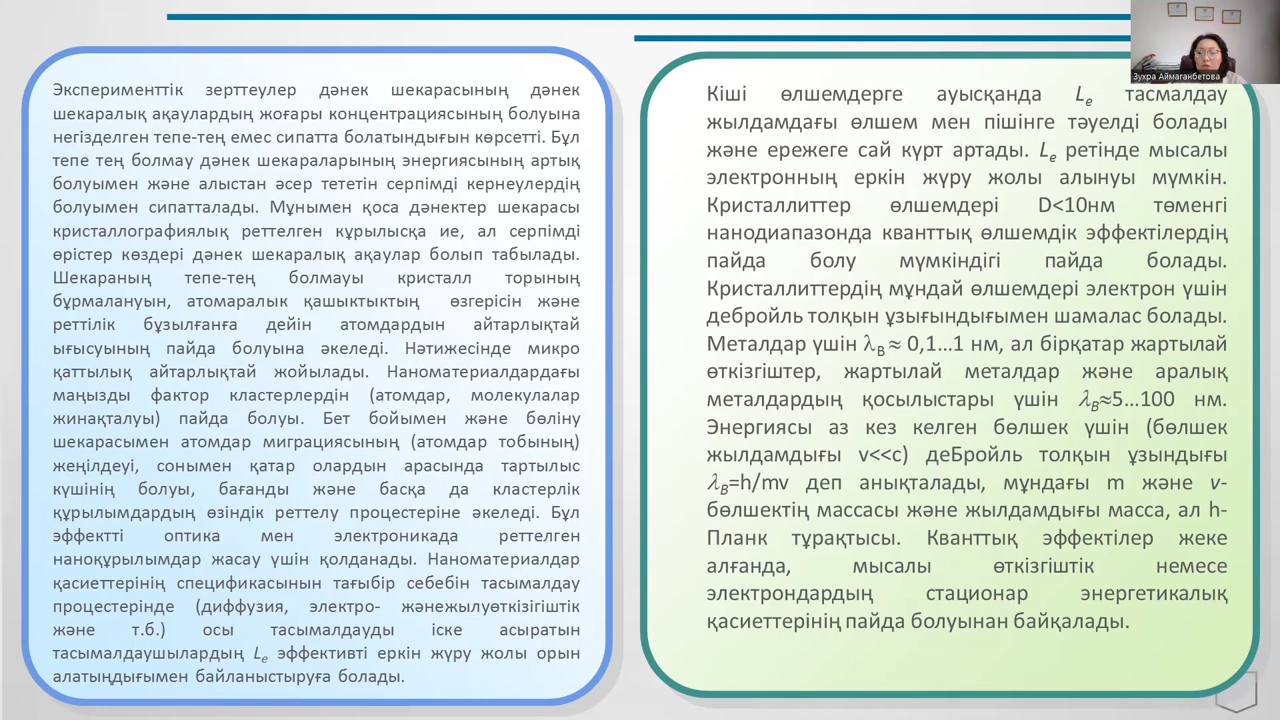 Эксперименттік зерттеулер дәнек шекарасының дәнек
шекаралық ақаулардың жоғары концентрациясының болуына
негізделген тепе-тең емес сипатта болатындығын көрсетті. Бұл
тепе тең болмау дәнек шекараларының энергиясының артық
болуымен және алыстан әсер тететін серпімді кернеулердің
болуымен сипатталады. Мұнымен қоса дәнектер шекарасы
кристаллографиялық реттелген құрылысқа ие, ал серпімді
өрістер көздері дәнек шекаралық ақаулар болып табылады.
Шекараның тепе-тең болмауы кристалл торының
бұрмалануын, атомаралык қашыктыктың өзгерісін және
реттілік бұзылғанға дейін атомдардын айтарлықтай
ығысуының пайда болуына әкеледі. Нәтижесінде микро
қаттылық айтарлықтай жойылады. Наноматериалдардағы
маңызды фактор кластерлердін (атомдар, молекулалар
жинақталуы) пайда болуы. Бет бойымен және бөліну
шекарасымен атомдар миграциясының (атомдар тобының)
жеңілдеуі, сонымен қатар олардын арасында тартылыс
күшінің болуы, бағанды және басқа да кластерлік
құрылымдардың өзіндік реттелу процестеріне әкеледі. Бұл
эффектті оптика мен электроникада реттелген
наноқұрылымдар жасау үшін қолданады. Наноматериалдар
қасиеттерінің спецификасынын тағыбір себебін тасымалдау
процестерінде (диффузия, электро- жәнежылуөткізігіштік
және т.б.) осы тасымалдауды іске асыратын
тасымалдаушылардың Lₑ эффективті еркін жүру жолы орын
алатыңдығымен байланыстыруға болады.
Кіші өлшемдерге ауысқанда Lₑ тасмалдау
жылдамдағы өлшем мен пішінге тәуелді болады
және ережеге сай күрт артады. Lₑ ретінде мысалы
электронның еркін жүру жолы алынуы мүмкін.
Кристаллиттер өлшемдері D<10нм төменгі
нанодиапазонда кванттық өлшемдік эффектілердің
пайда болу мүмкіндігі пайда болады.
Кристаллиттердің мұндай өлшемдері электрон үшін
дебройль толқын ұзығындығымен шамалас болады.
Металдар үшін λB ≈ 0,1…1 нм, ал бірқатар жартылай
өткізгіштер, жартылай металдар және аралық
металдардың қосылыстары үшін λB≈5…100 нм.
Энергиясы аз кез келген бөлшек үшін (бөлшек
жылдамдығы v<<c) деБройль толқын ұзындығы
λB=h/mv деп анықталады, мұндағы m және v-
бөлшектің массасы және жылдамдығы масса, ал h-
Планк тұрақтысы. Кванттық эффектілер жеке
алғанда, мысалы өткізгіштік немесе
электрондардың стационар энергетикалық
қасиеттерінің пайда болуынан байқалады.
Зухра Аймаганбетова